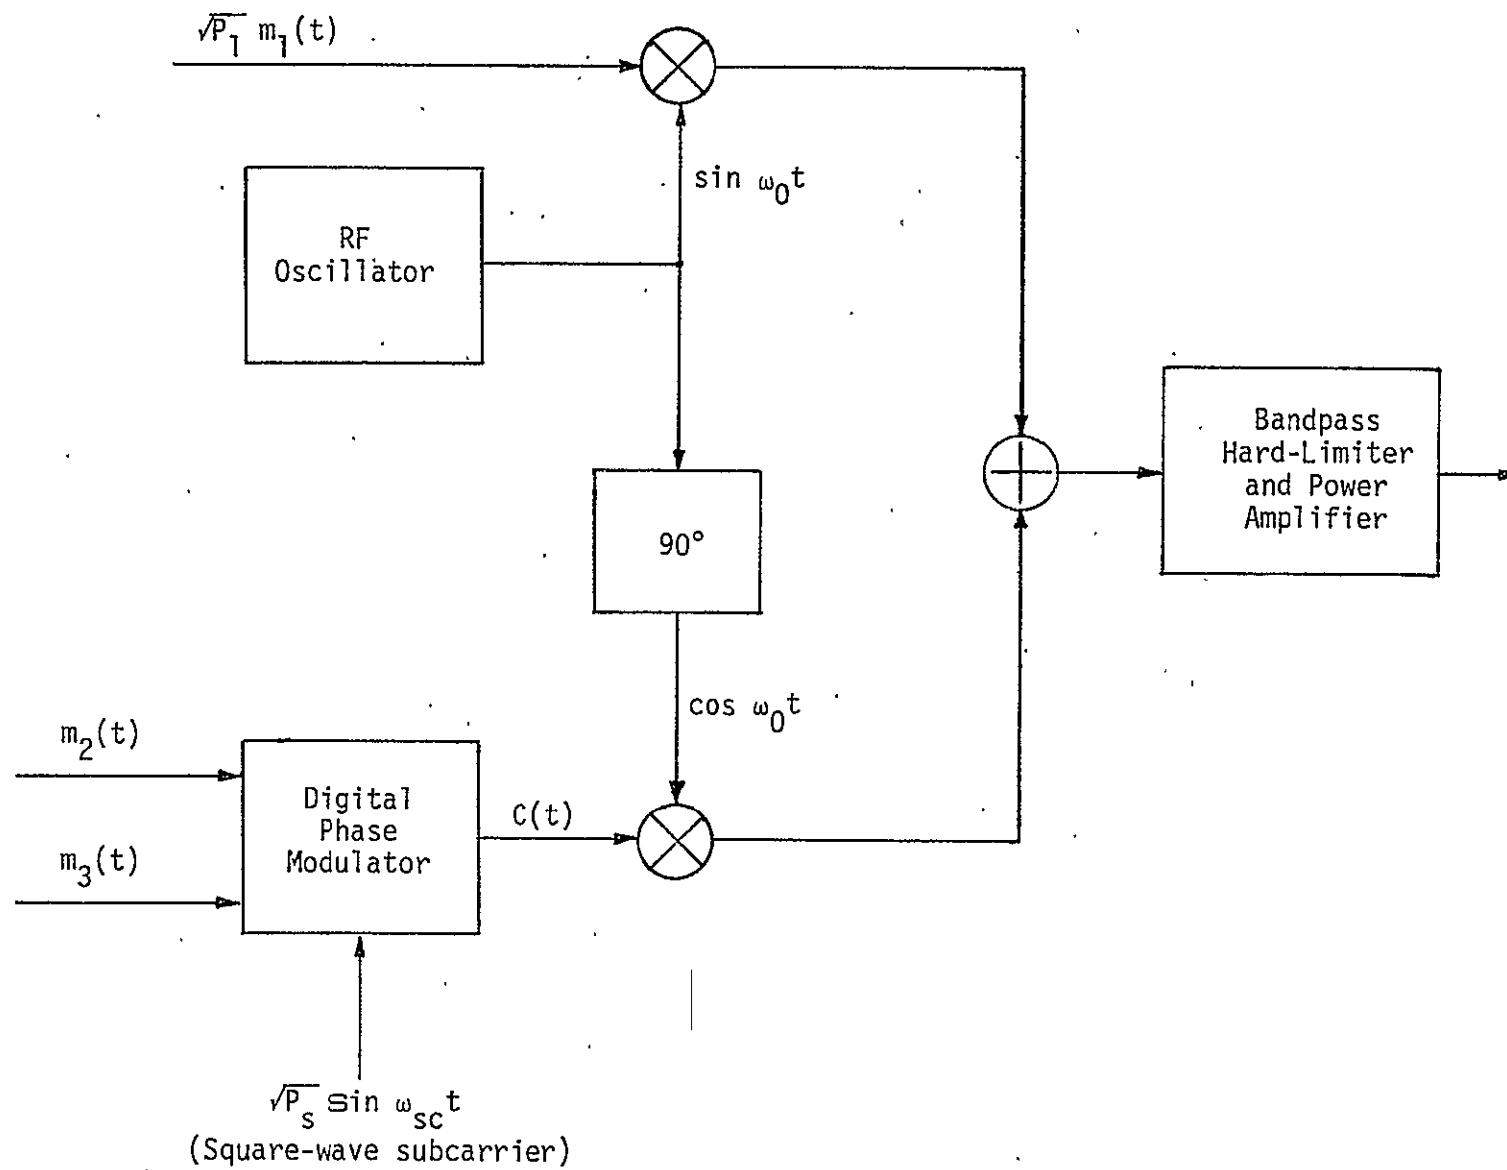 √P₁ m₁(t)
sin ω₀t
RF
Oscillator
Bandpass
Hard-Limiter
and Power
Amplifier
90°
cos ω₀t
m₂(t)
Digital
Phase
Modulator
C(t)
m₃(t)
√Pₛ Sin ωₛ꜀t
(Square-wave subcarrier)